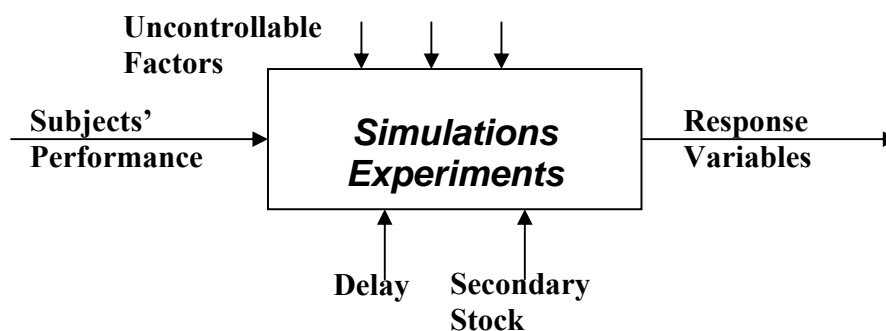 Uncontrollable
Factors
Subjects’
Performance
Simulations
Experiments
Response
Variables
Delay
Secondary
Stock